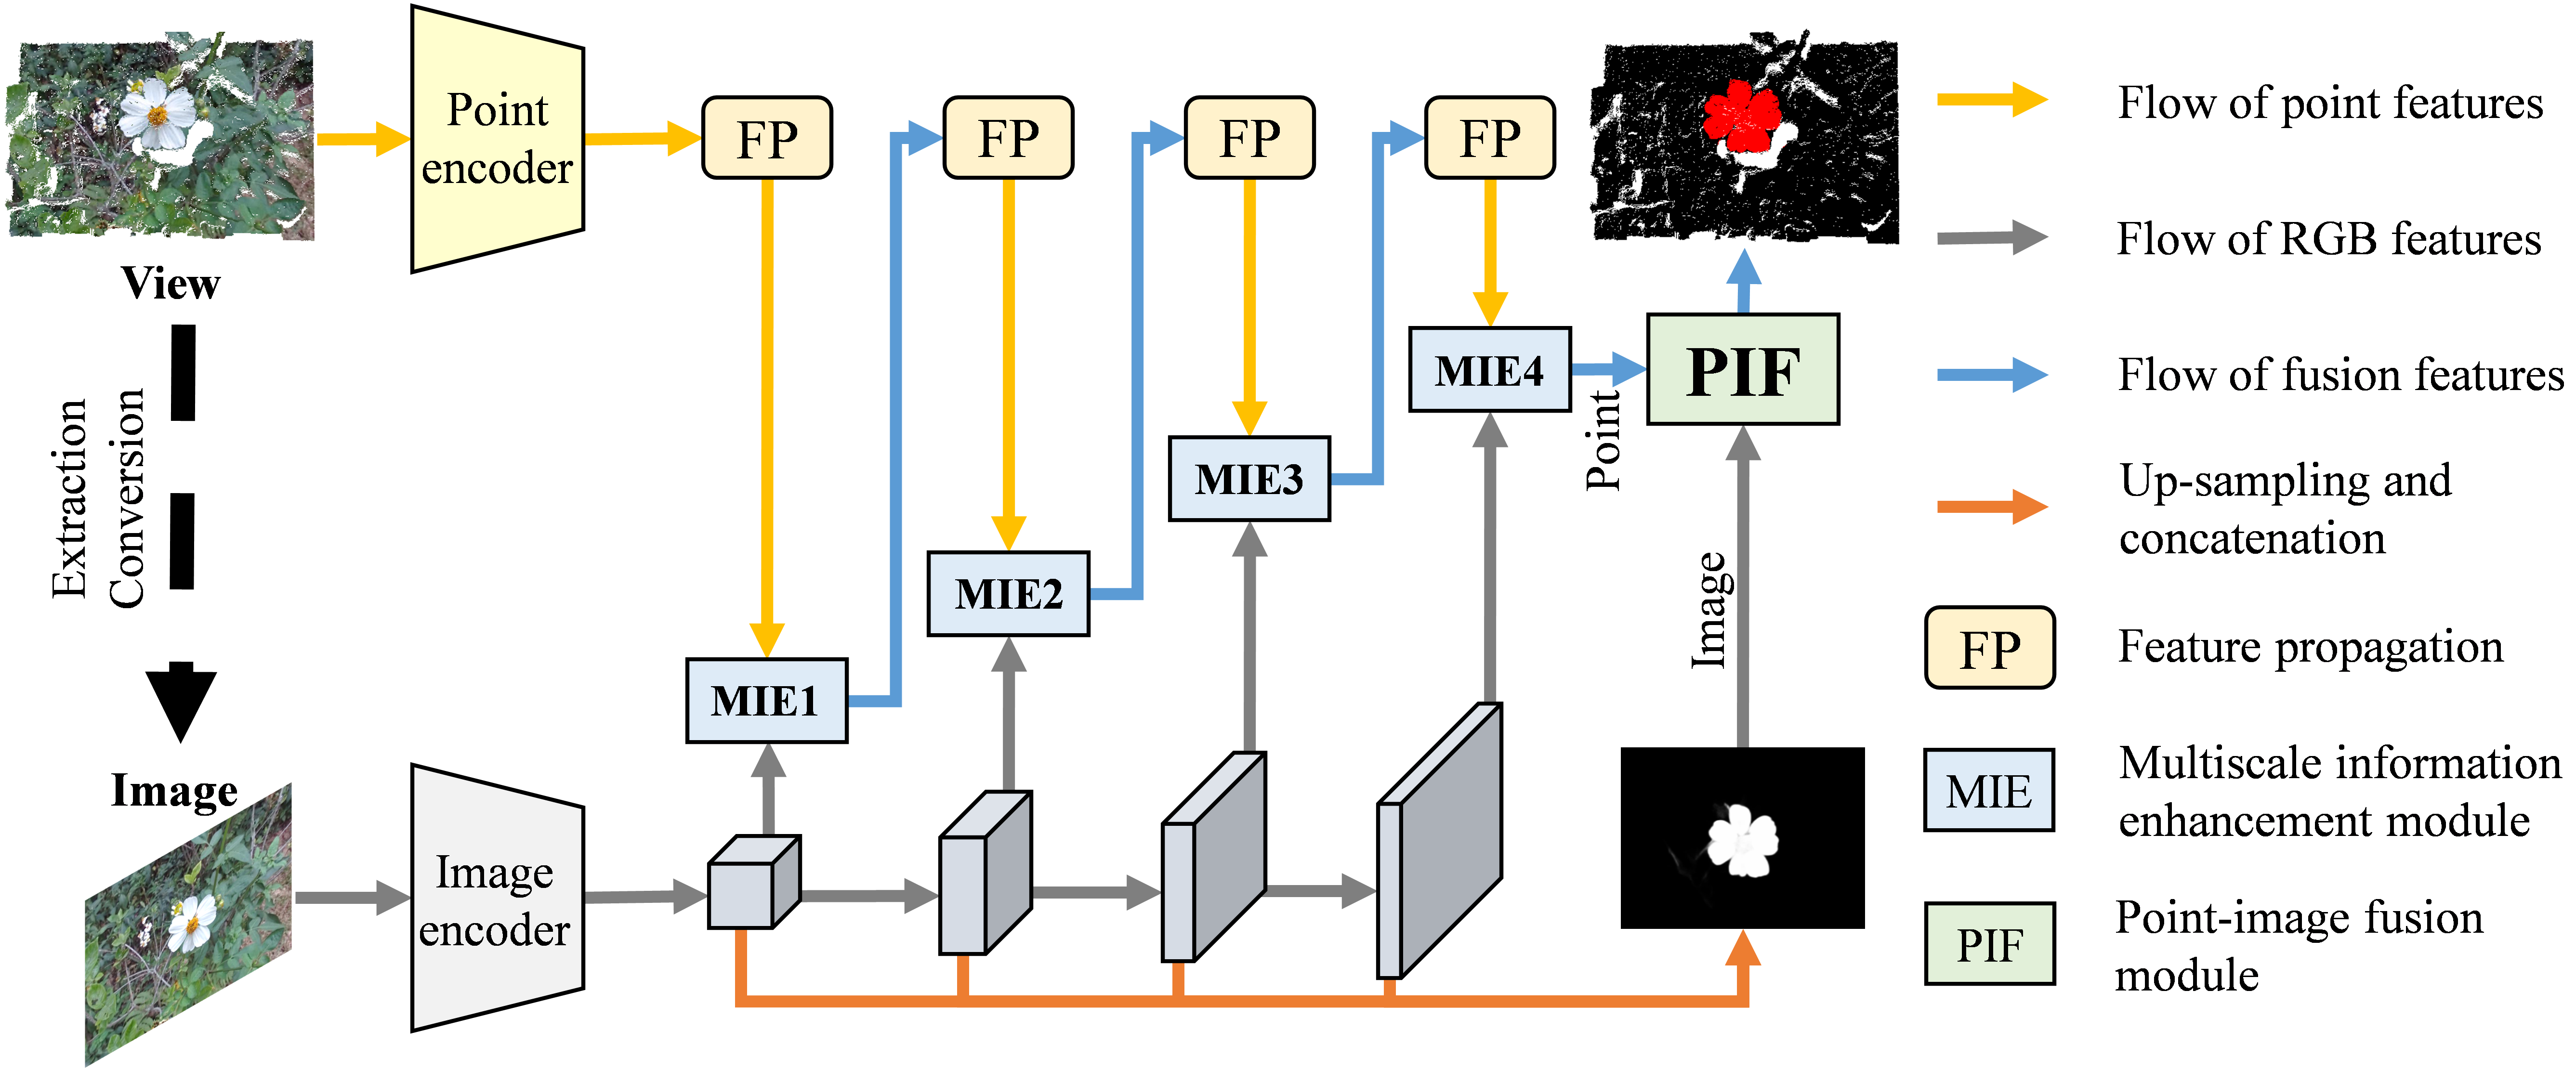 View
Extraction
Conversion
Image
Point
encoder
Image
encoder
FP
FP
FP
FP
MIE1
MIE2
MIE3
MIE4
Point
PIF
Image
Flow of point features
Flow of RGB features
Flow of fusion features
Up-sampling and
concatenation
FP
Feature propagation
MIE
Multiscale information
enhancement module
PIF
Point-image fusion
module